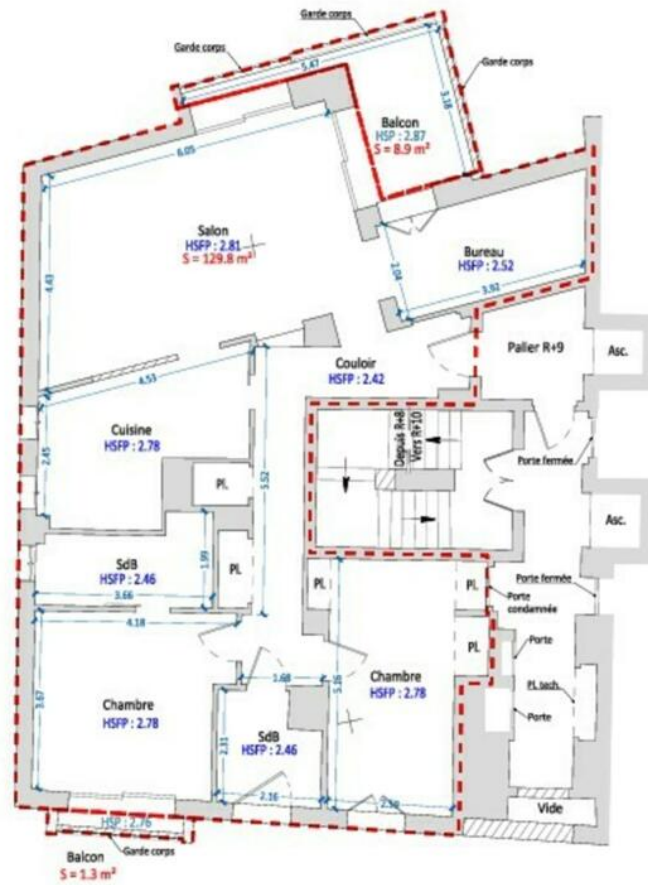 Garde corps
Garde corps
5.47
Garde corps
3.18
Balcon
HSP : 2.87
S = 8.9 m²
6.05
Salon
HSFP : 2.81
S = 129.8 m²
Bureau
HSFP : 2.52
2.04
3.92
4.43
Palier R+9
Asc.
Couloir
HSFP : 2.42
4.53
Cuisine
HSFP : 2.78
2.45
Depuis R+8
Vers R+10
Porte fermée
5.52
PL
Asc.
SdB
HSFP : 2.46
1.99
3.66
PL
PL
PL
Porte fermée
Porte
condamnée
4.18
PL
Porte
3.67
Chambre
HSFP : 2.78
1.68
5.16
Chambre
HSFP : 2.78
PL tech.
Porte
SdB
HSFP : 2.46
2.31
2.16
Vide
HSP : 2.76
Garde corps
Balcon
S = 1.3 m²